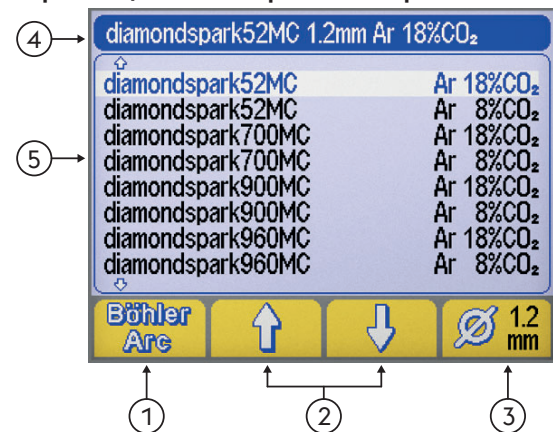 4
diamondspark52MC 1.2mm Ar 18%CO₂
diamondspark52MC Ar 18%CO₂
diamondspark52MC Ar 8%CO₂
5
diamondspark700MC Ar 18%CO₂
diamondspark700MC Ar 8%CO₂
diamondspark900MC Ar 18%CO₂
diamondspark900MC Ar 8%CO₂
diamondspark960MC Ar 18%CO₂
diamondspark960MC Ar 8%CO₂
Böhler
Arc
1.2
mm
1
2
3